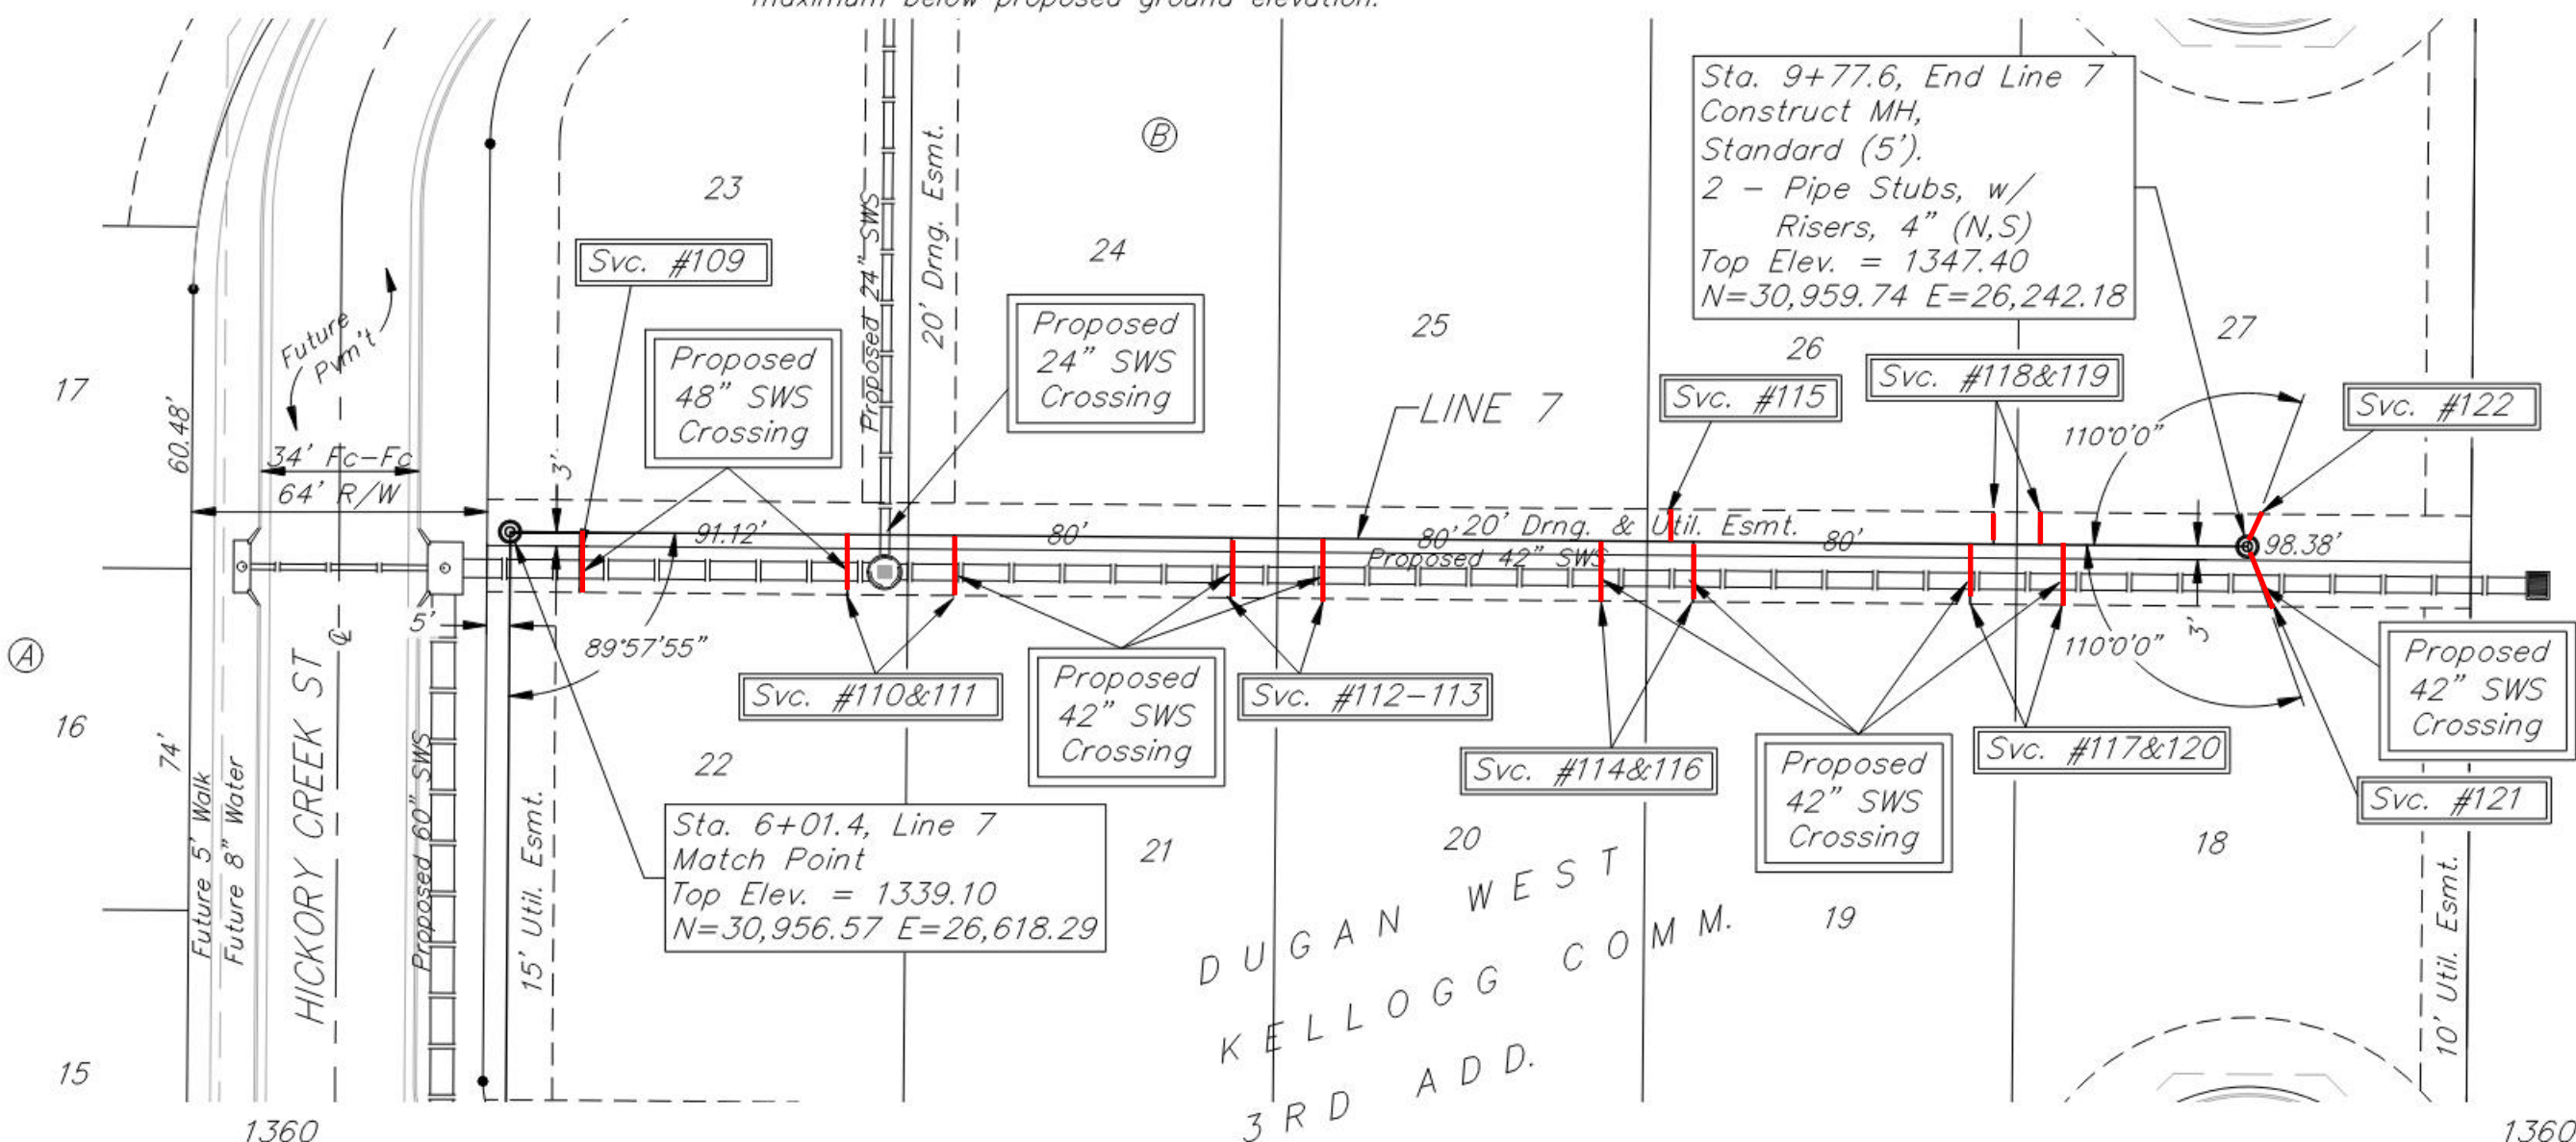 maximum below proposed ground elevation.
Sta. 9+77.6, End Line 7
Construct MH,
Standard (5').
2 - Pipe Stubs, w/
Risers, 4" (N,S)
Top Elev. = 1347.40
N=30,959.74 E=26,242.18
B
23
24
25
26
27
Svc. #109
Proposed
48" SWS
Crossing
Proposed 24" SWS
20' Drng. Esmt.
Proposed
24" SWS
Crossing
LINE 7
Svc. #115
Svc. #118&119
Svc. #122
110°0'0"
Future
Pvm't
17
60.48'
34' Fc-Fc
64' R/W
3'
91.12'
80'
80'
20' Drng. & Util. Esmt.
80'
98.38'
Proposed 42" SWS
5'
89°57'55"
110°0'0"
3'
A
16
74'
Future 5' Walk
Future 8" Water
HICKORY CREEK ST
℄
Proposed 60" SWS
15' Util. Esmt.
Svc. #110&111
Proposed
42" SWS
Crossing
Svc. #112-113
Svc. #114&116
Proposed
42" SWS
Crossing
Svc. #117&120
Proposed
42" SWS
Crossing
Svc. #121
22
21
20
19
18
Sta. 6+01.4, Line 7
Match Point
Top Elev. = 1339.10
N=30,956.57 E=26,618.29
DUGAN WEST
KELLOGG COMM.
3RD ADD.
10' Util. Esmt.
15
1360
1360